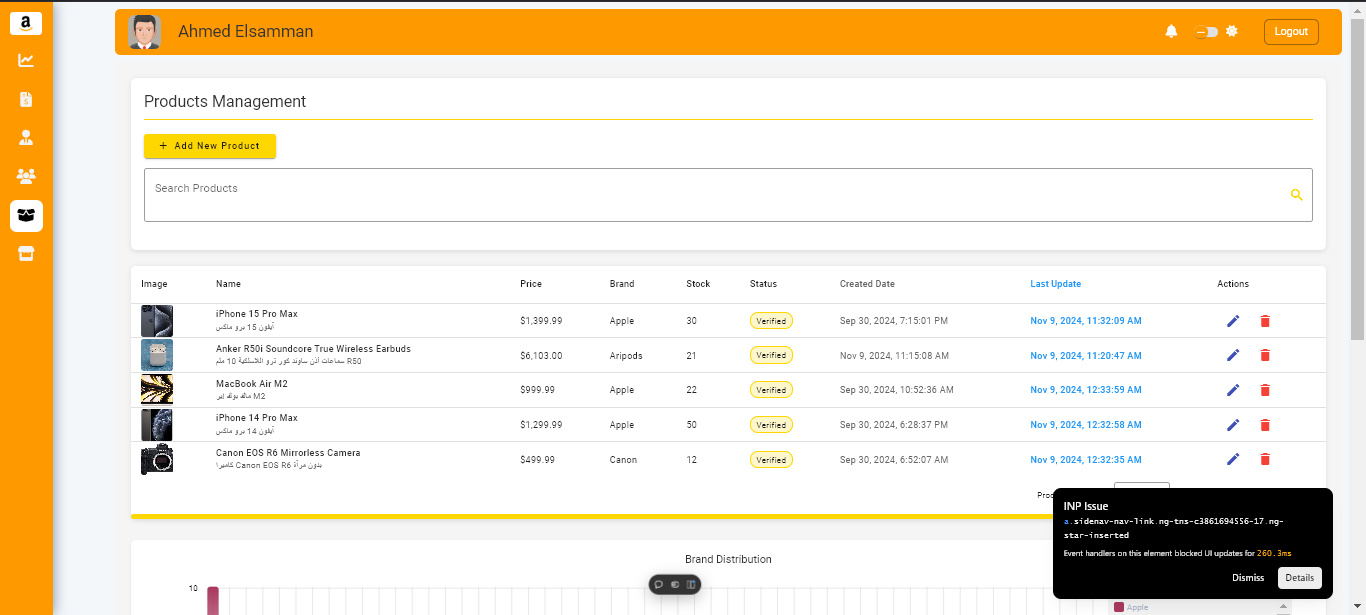 a
Ahmed Elsamman
Logout
Products Management
+ Add New Product
Search Products
Image Name Price Brand Stock Status Created Date Last Update Actions
iPhone 15 Pro Max
آيفون 15 برو ماكس
$1,399.99 Apple 30 Verified Sep 30, 2024, 7:15:01 PM Nov 9, 2024, 11:32:09 AM
Anker R50i Soundcore True Wireless Earbuds
سماعات أذن ساوند كور ترو اللاسلكية 10 ملم R50
$6,103.00 Aripods 21 Verified Nov 9, 2024, 11:15:08 AM Nov 9, 2024, 11:20:47 AM
MacBook Air M2
ماك بوك إير M2
$999.99 Apple 22 Verified Sep 30, 2024, 10:52:36 AM Nov 9, 2024, 12:33:59 AM
iPhone 14 Pro Max
آيفون 14 برو ماكس
$1,299.99 Apple 50 Verified Sep 30, 2024, 6:28:37 PM Nov 9, 2024, 12:32:58 AM
Canon EOS R6 Mirrorless Camera
كاميرا Canon EOS R6 بدون مرآة
$499.99 Canon 12 Verified Sep 30, 2024, 6:52:07 AM Nov 9, 2024, 12:32:35 AM
INP Issue
a.sidenav-nav-link.ng-tns-c3861694556-17.ng-
star-inserted
Event handlers on this element blocked UI updates for 260.3ms
Dismiss Details
Brand Distribution
10
Apple